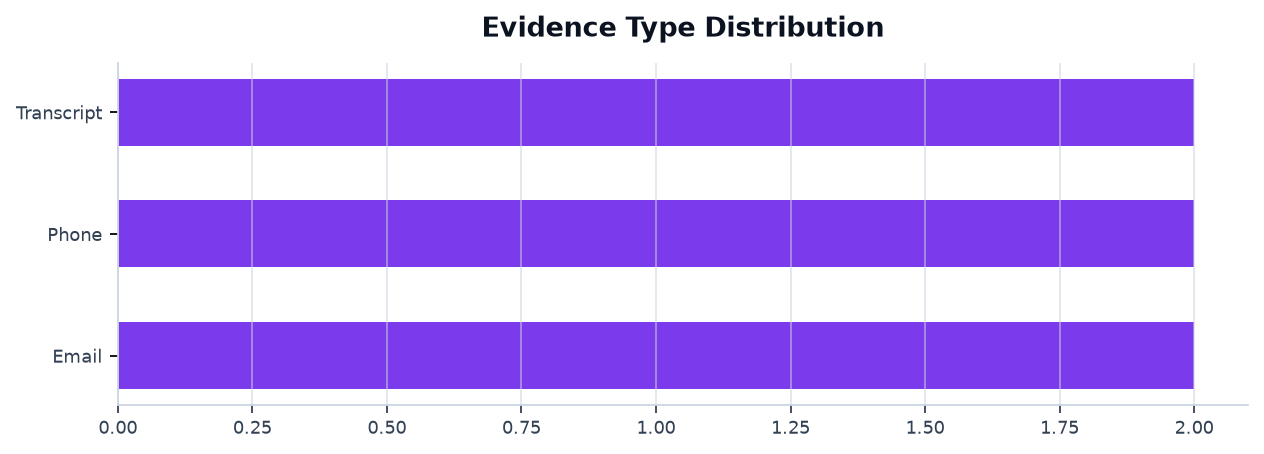 Evidence Type Distribution
Transcript
Phone
Email
0.00 0.25 0.50 0.75 1.00 1.25 1.50 1.75 2.00